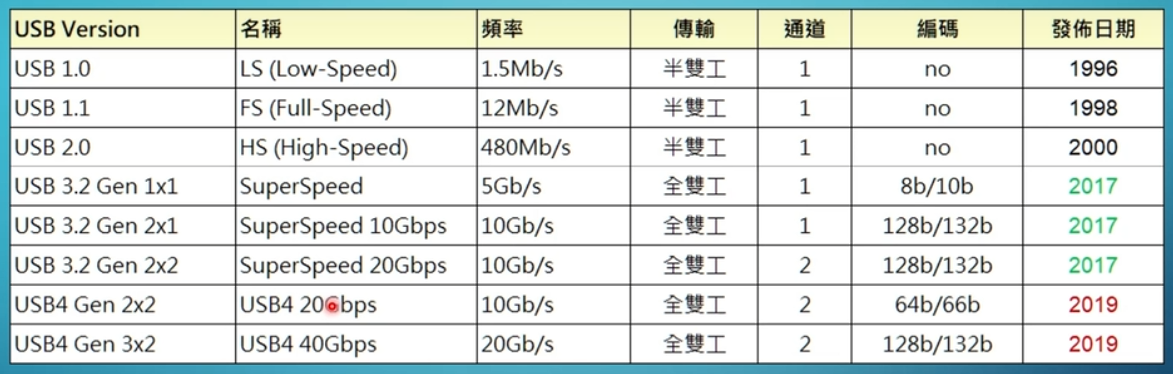 USB Version 名稱 頻率 傳輸 通道 編碼 發佈日期
USB 1.0 LS (Low-Speed) 1.5Mb/s 半雙工 1 no 1996
USB 1.1 FS (Full-Speed) 12Mb/s 半雙工 1 no 1998
USB 2.0 HS (High-Speed) 480Mb/s 半雙工 1 no 2000
USB 3.2 Gen 1x1 SuperSpeed 5Gb/s 全雙工 1 8b/10b 2017
USB 3.2 Gen 2x1 SuperSpeed 10Gbps 10Gb/s 全雙工 1 128b/132b 2017
USB 3.2 Gen 2x2 SuperSpeed 20Gbps 10Gb/s 全雙工 2 128b/132b 2017
USB4 Gen 2x2 USB4 20Gbps 10Gb/s 全雙工 2 64b/66b 2019
USB4 Gen 3x2 USB4 40Gbps 20Gb/s 全雙工 2 128b/132b 2019